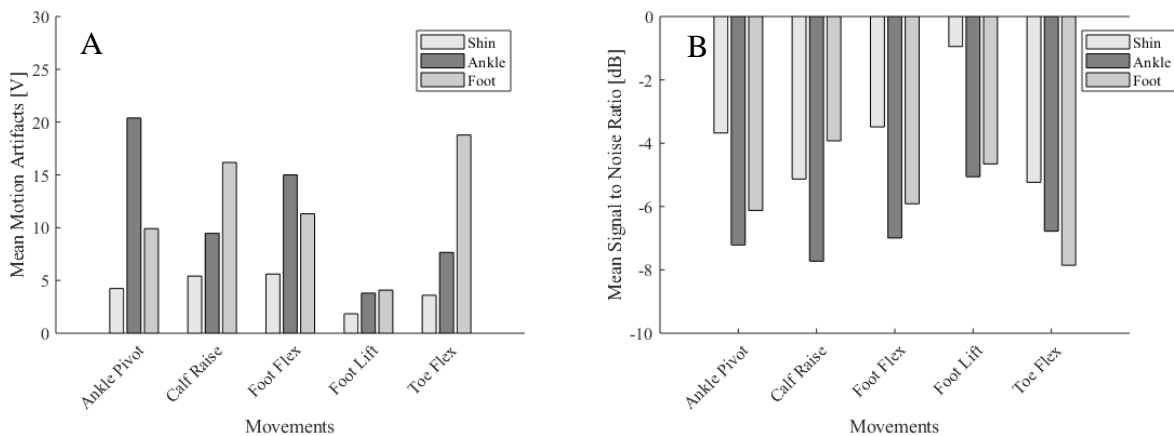 A
Mean Motion Artifacts [V]
30
25
20
15
10
5
0
Shin
Ankle
Foot
Ankle Pivot
Calf Raise
Foot Flex
Foot Lift
Toe Flex
Movements
B
Mean Signal to Noise Ratio [dB]
0
-2
-4
-6
-8
-10
Shin
Ankle
Foot
Ankle Pivot
Calf Raise
Foot Flex
Foot Lift
Toe Flex
Movements